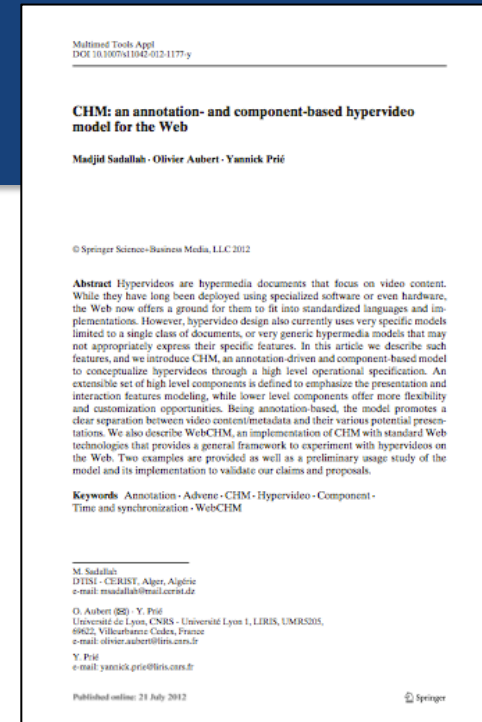 Multimed Tools Appl
DOI 10.1007/s11042-012-1177-y
CHM: an annotation- and component-based hypervideo
model for the Web
Madjid Sadallah · Olivier Aubert · Yannick Prié
© Springer Science+Business Media, LLC 2012
Abstract Hypervideos are hypermedia documents that focus on video content.
While they have long been deployed using specialized software or even hardware,
the Web now offers a ground for them to fit into standardized languages and im-
plementations. However, hypervideo design also currently uses very specific models
limited to a single class of documents, or very generic hypermedia models that may
not appropriately express their specific features. In this article we describe such
features, and we introduce CHM, an annotation-driven and component-based model
to conceptualize hypervideos through a high level operational specification. An
extensible set of high level components is defined to emphasize the presentation and
interaction features modeling, while lower level components offer more flexibility
and customization opportunities. Being annotation-based, the model promotes a
clear separation between video content/metadata and their various potential presen-
tations. We also describe WebCHM, an implementation of CHM with standard Web
technologies that provides a general framework to experiment with hypervideos on
the Web. Two examples are provided as well as a preliminary usage study of the
model and its implementation to validate our claims and proposals.
Keywords Annotation · Advene · CHM · Hypervideo · Component ·
Time and synchronization · WebCHM
M. Sadallah
DTISI - CERIST, Alger, Algérie
e-mail: msadallah@mail.cerist.dz
O. Aubert (✉) · Y. Prié
Université de Lyon, CNRS - Université Lyon 1, LIRIS, UMR5205,
69622, Villeurbanne Cedex, France
e-mail: olivier.aubert@liris.cnrs.fr
Y. Prié
e-mail: yannick.prie@liris.cnrs.fr
Published online: 21 July 2012
Springer